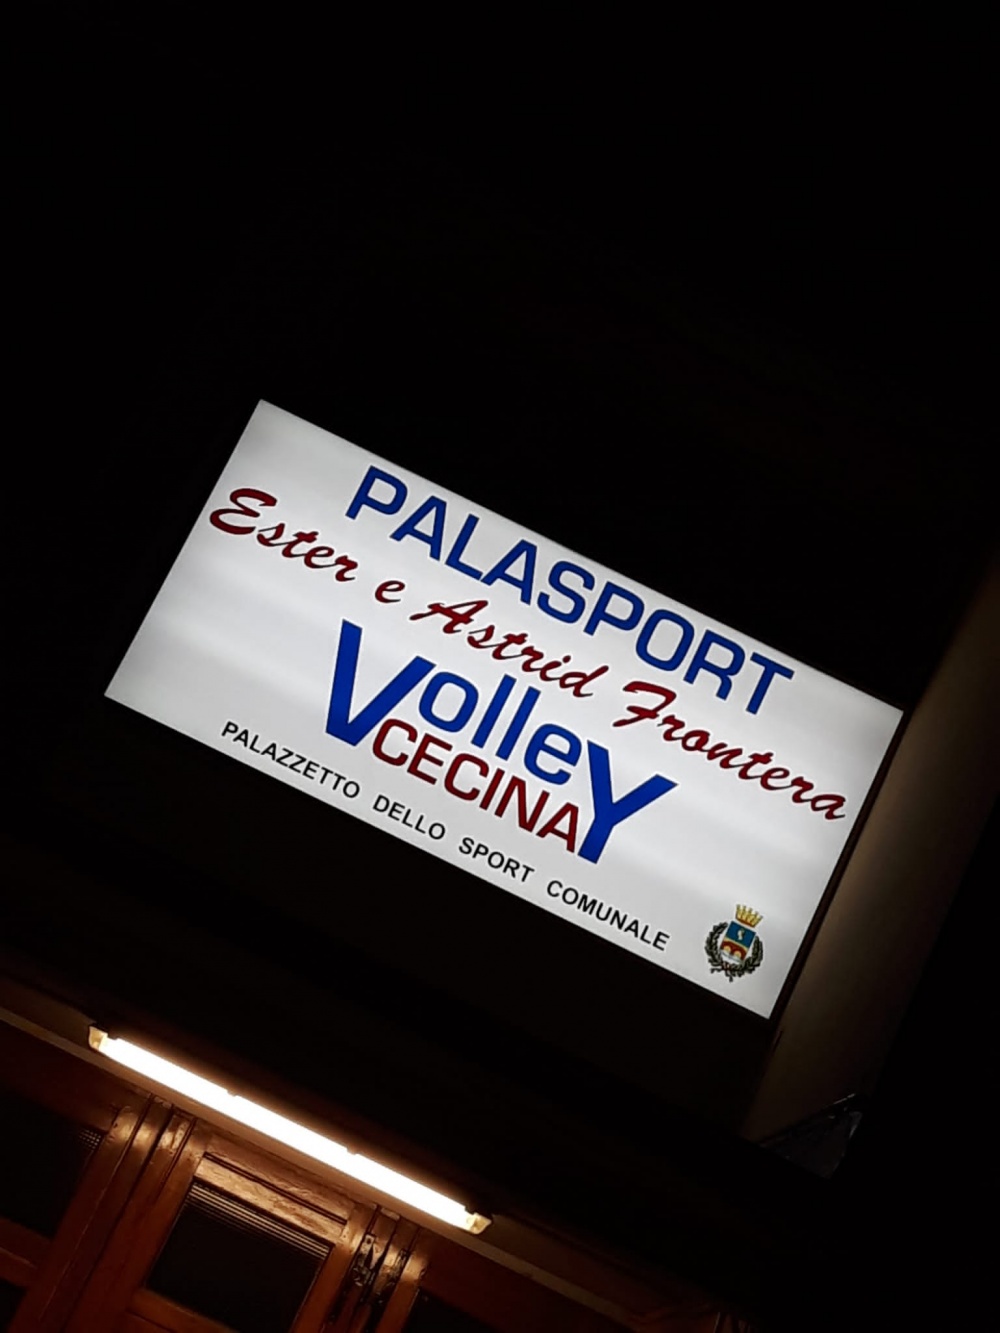 PALASPORT
Ester e Astrid Frontera
Volley
CECINA
PALAZZETTO DELLO SPORT COMUNALE